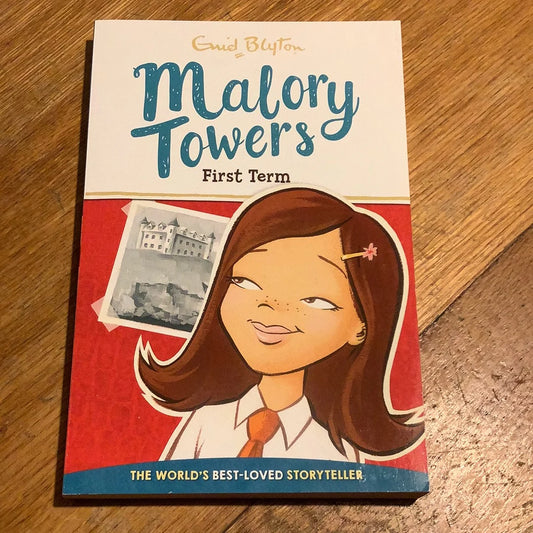 Enid Blyton
Malory
Towers
First Term
THE WORLD'S BEST-LOVED STORYTELLER